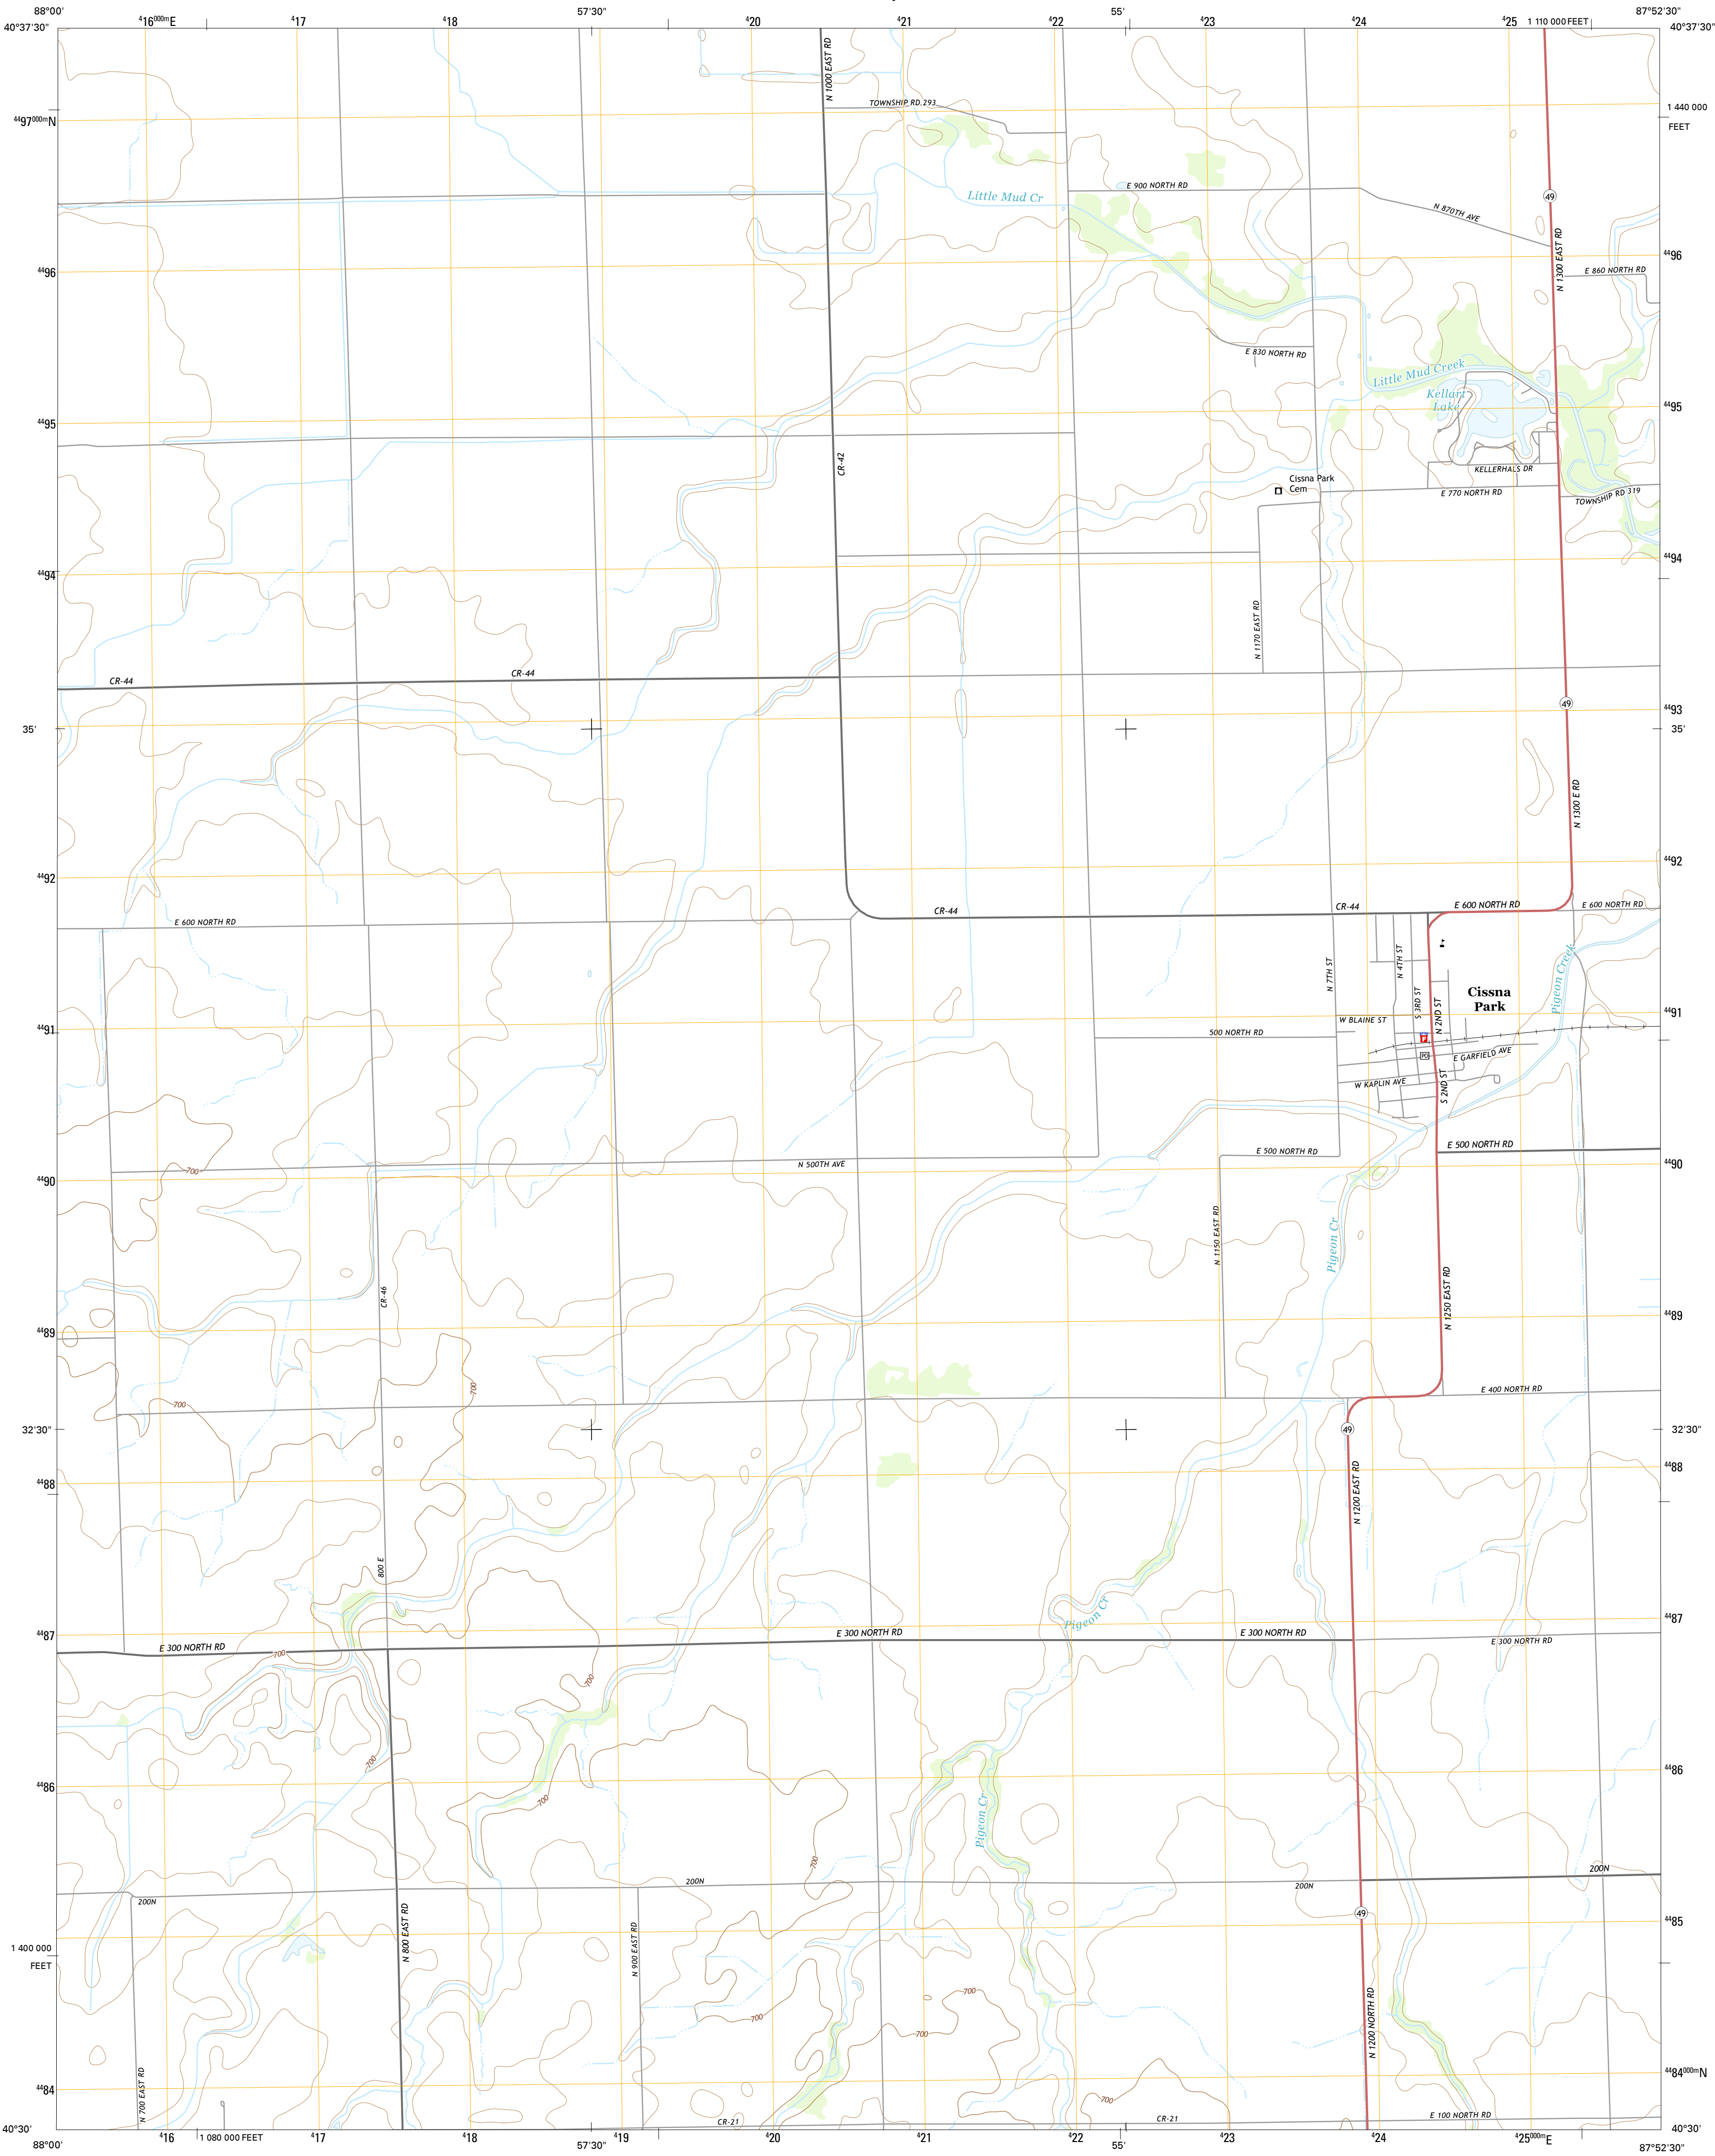 88°00' ⁴16⁰⁰⁰ᵐE ⁴17 ⁴18 57'30" ⁴20 ⁴21 ⁴22 55' ⁴23 ⁴24 ⁴25 1 110 000 FEET 87°52'30"
40°37'30" 40°37'30"
N 1000 EAST RD
TOWNSHIP RD 293
1 440 000
FEET
⁴⁴97⁰⁰⁰ᵐN
E 900 NORTH RD
Little Mud Cr
49
N 870TH AVE
N 1300 EAST RD
⁴⁴96 ⁴⁴96
E 860 NORTH RD
E 830 NORTH RD
Little Mud Creek
Kellart
Lake
⁴⁴95 ⁴⁴95
CR-42
KELLERHALS DR
Cissna Park
Cem
E 770 NORTH RD
TOWNSHIP RD 319
⁴⁴94 ⁴⁴94
N 1170 EAST RD
CR-44 CR-44
49
⁴⁴93
35' 35'
N 1300 E RD
⁴⁴92 ⁴⁴92
E 600 NORTH RD CR-44 CR-44 E 600 NORTH RD E 600 NORTH RD
N 7TH ST
N 4TH ST
Pigeon Creek
Cissna
Park
S 3RD ST
N 2ND ST
⁴⁴91 ⁴⁴91
W BLAINE ST
500 NORTH RD
F
PO
E GARFIELD AVE
W KAPLIN AVE
S 2ND ST
E 500 NORTH RD
E 500 NORTH RD
N 500TH AVE
700
⁴⁴90 ⁴⁴90
N 1150 EAST RD
Pigeon Cr
CR-46
N 1250 EAST RD
⁴⁴89 ⁴⁴89
700
700
E 400 NORTH RD
32'30" 49 32'30"
⁴⁴88 ⁴⁴88
N 1200 EAST RD
800 E
Pigeon Cr
⁴⁴87 ⁴⁴87
E 300 NORTH RD E 300 NORTH RD E 300 NORTH RD E 300 NORTH RD
700
700
700
⁴⁴86 ⁴⁴86
700
Pigeon Cr
700
200N
200N 200N
200N
49
N 800 EAST RD
N 900 EAST RD
⁴⁴85
1 400 000
FEET
700
700
700
N 1200 NORTH RD
⁴⁴84 ⁴⁴84⁰⁰⁰ᵐN
N 700 EAST RD
700
CR-21 CR-21 E 100 NORTH RD
40°30' 40°30'
88°00' ⁴16 1 080 000 FEET ⁴17 ⁴18 57'30" ⁴19 ⁴20 ⁴21 ⁴22 55' ⁴23 ⁴24 ⁴25⁰⁰⁰ᵐE 87°52'30"